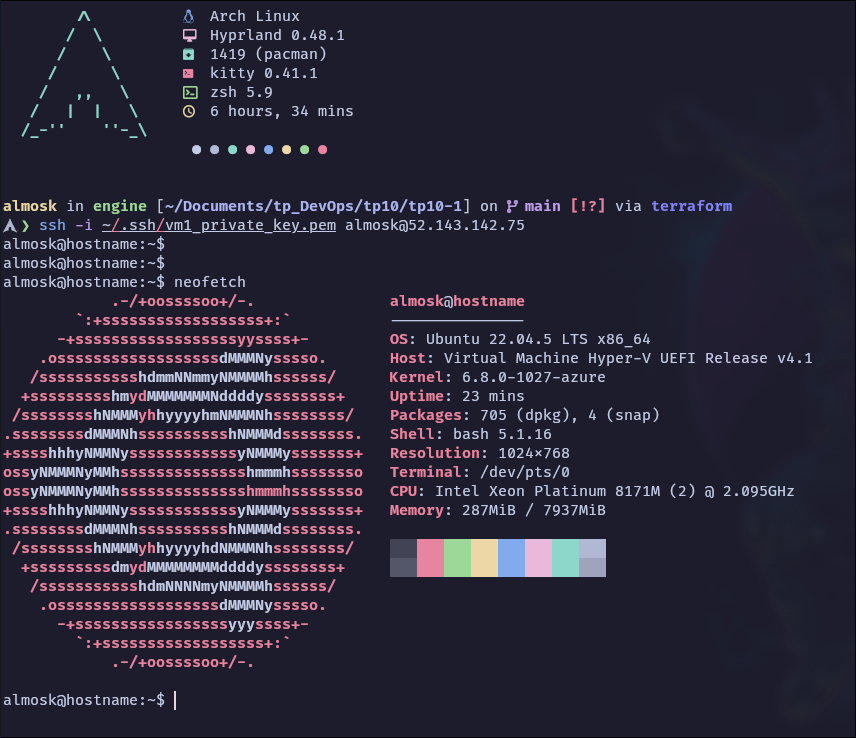 Arch Linux
Hyprland 0.48.1
1419 (pacman)
kitty 0.41.1
zsh 5.9
6 hours, 34 mins
almosk in engine [~/Documents/tp_DevOps/tp10/tp10-1] on main [!?] via terraform
❯ ssh -i ~/.ssh/vm1_private_key.pem almosk@52.143.142.75
almosk@hostname:~$
almosk@hostname:~$
almosk@hostname:~$ neofetch
.-/+oossssoo+/-. almosk@hostname
`:+ssssssssssssssssss+:` ---------------
-+ssssssssssssssssssyyssss+- OS: Ubuntu 22.04.5 LTS x86_64
.ossssssssssssssssssdMMMNysssso. Host: Virtual Machine Hyper-V UEFI Release v4.1
/ssssssssssshdmmNNmmyNMMMMhssssss/ Kernel: 6.8.0-1027-azure
+ssssssssshmydMMMMMMMNddddyssssssss+ Uptime: 23 mins
/sssssssshNMMMyhhyyyyhmNMMMNhssssssss/ Packages: 705 (dpkg), 4 (snap)
.ssssssssdMMMNhsssssssssshNMMMdssssssss. Shell: bash 5.1.16
+sssshhhyNMMNyssssssssssssyNMMMysssssss+ Resolution: 1024x768
ossyNMMMNyMMhsssssssssssssshmmmhssssssso Terminal: /dev/pts/0
ossyNMMMNyMMhsssssssssssssshmmmhssssssso CPU: Intel Xeon Platinum 8171M (2) @ 2.095GHz
+sssshhhyNMMNyssssssssssssyNMMMysssssss+ Memory: 287MiB / 7937MiB
.ssssssssdMMMNhsssssssssshNMMMdssssssss.
/sssssssshNMMMyhhyyyyhdNMMMNhssssssss/
+sssssssssdmydMMMMMMMMddddyssssssss+
/ssssssssssshdmNNNNmyNMMMMhssssss/
.ossssssssssssssssssdMMMNysssso.
-+sssssssssssssssssyyyssss+-
`:+ssssssssssssssssss+:`
.-/+oossssoo+/-.
almosk@hostname:~$